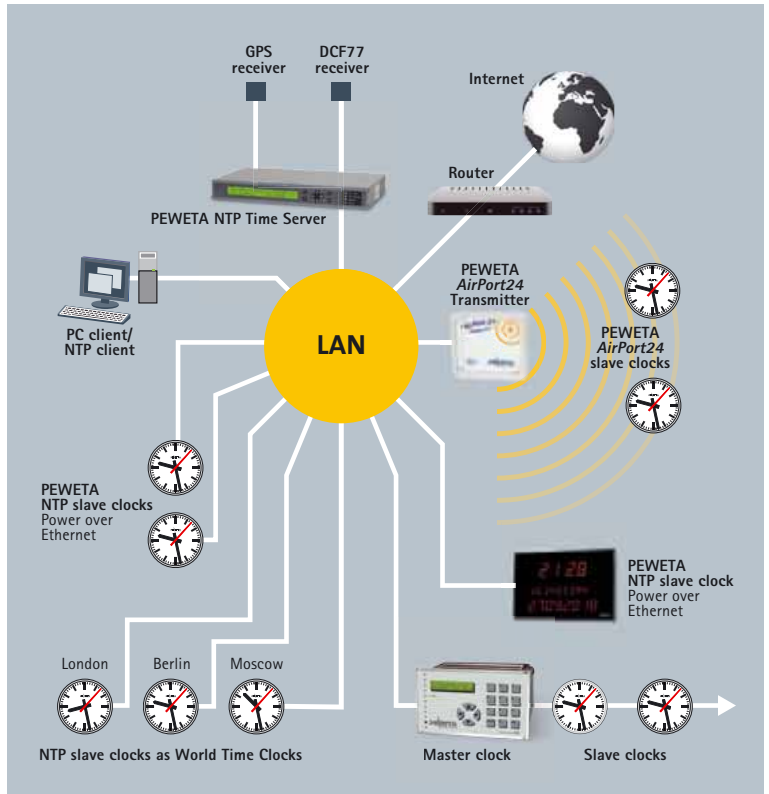 GPS
receiver
DCF77
receiver
Internet
Router
PEWETA NTP Time Server
PEWETA
AirPort24
Transmitter
PC client/
NTP client
LAN
PEWETA
AirPort24
slave clocks
PEWETA
NTP slave clocks
Power over
Ethernet
21:28
PEWETA
NTP slave clock
Power over
Ethernet
London
Berlin
Moscow
NTP slave clocks as World Time Clocks
Master clock
Slave clocks